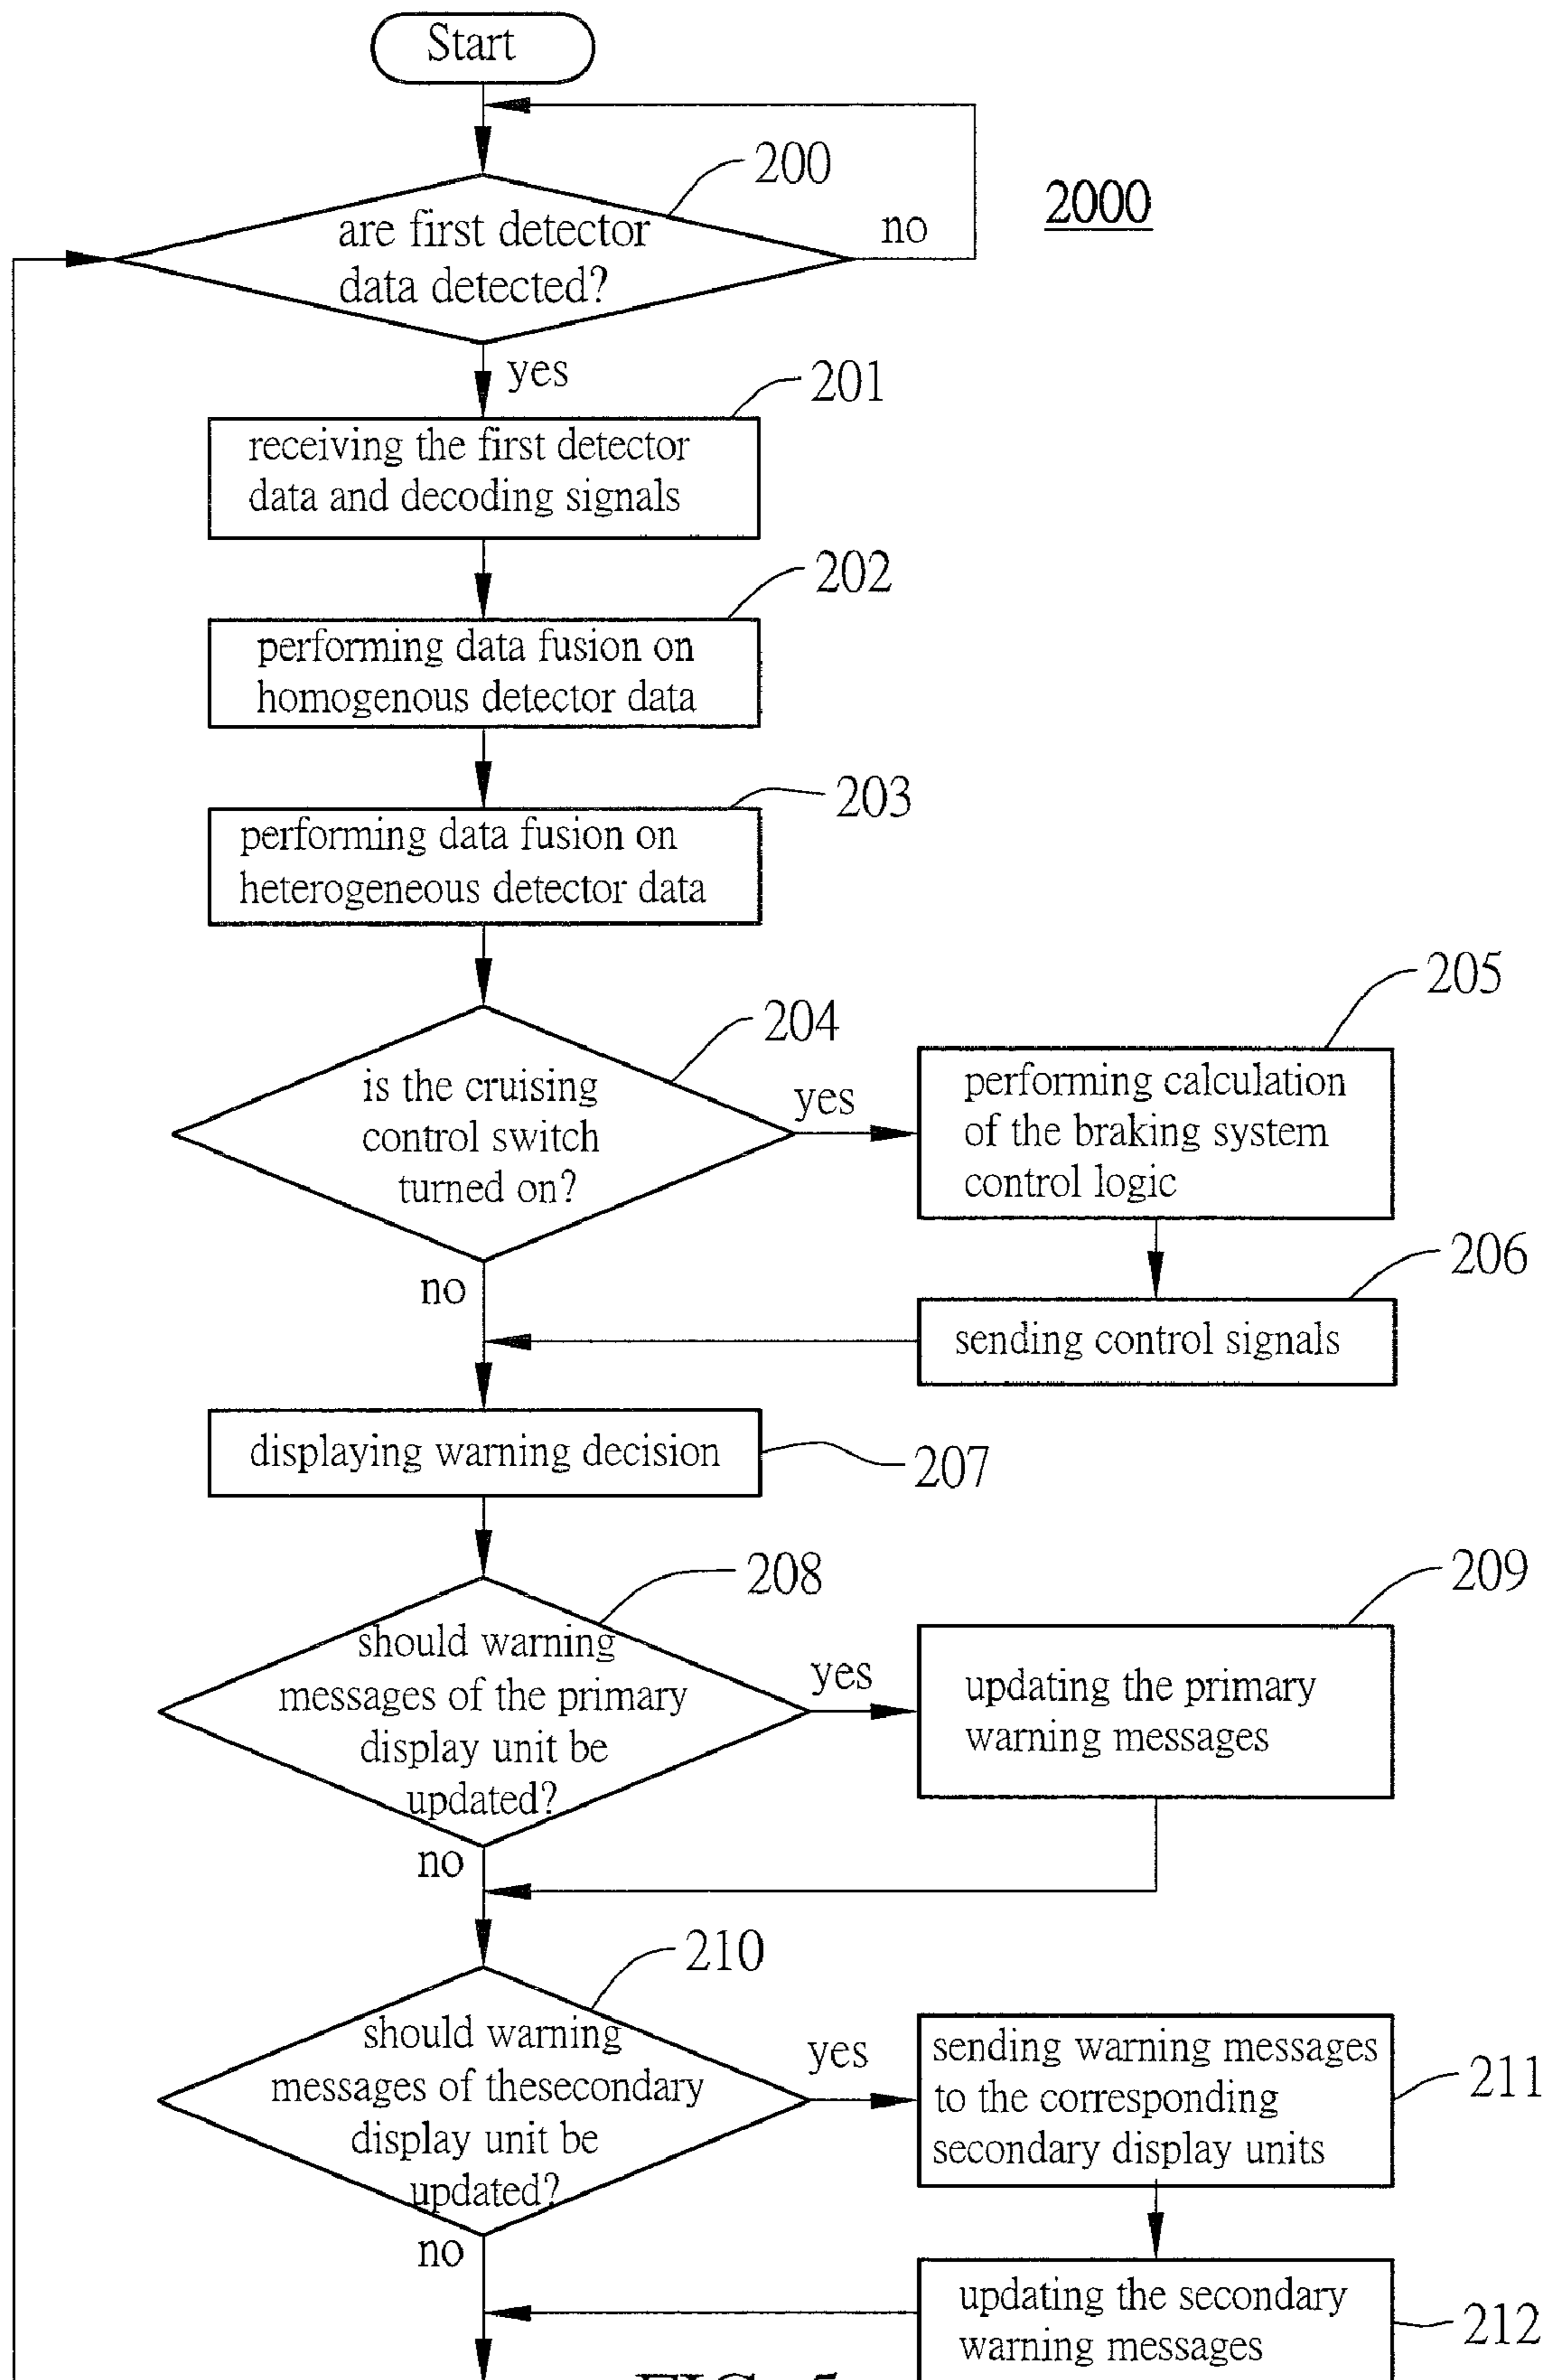 Start
200
2000
are first detector
data detected?
no
yes
201
receiving the first detector
data and decoding signals
202
performing data fusion on
homogenous detector data
203
performing data fusion on
heterogeneous detector data
204
205
is the cruising
control switch
turned on?
yes
performing calculation
of the braking system
control logic
no
206
sending control signals
displaying warning decision
207
208
209
should warning
messages of the primary
display unit be
updated?
yes
updating the primary
warning messages
no
210
should warning
messages of thesecondary
display unit be
updated?
yes
sending warning messages
to the corresponding
secondary display units
211
no
updating the secondary
warning messages
212